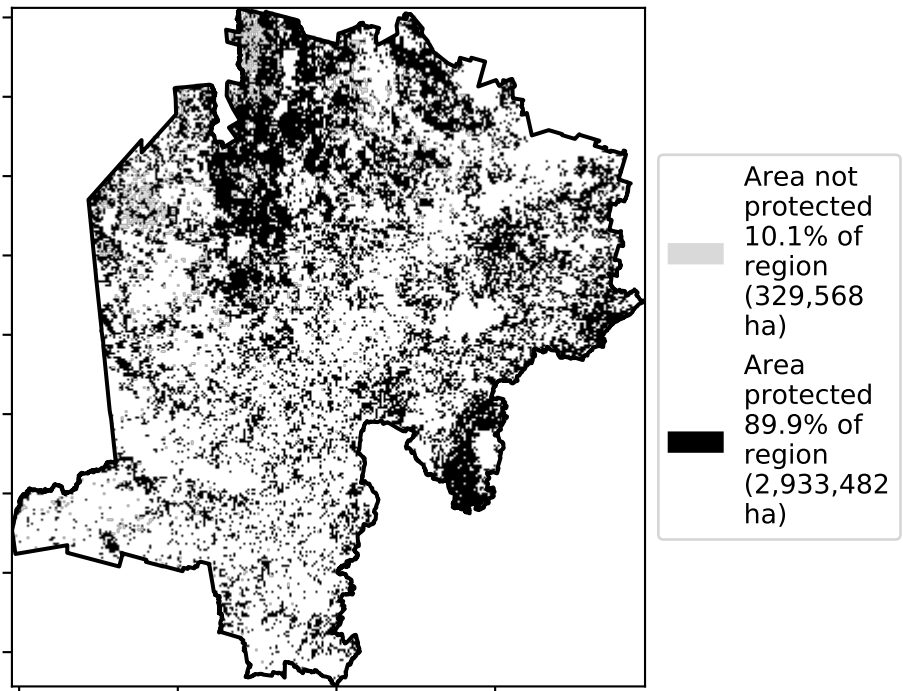 Area not
protected
10.1% of
region
(329,568
ha)
Area
protected
89.9% of
region
(2,933,482
ha)